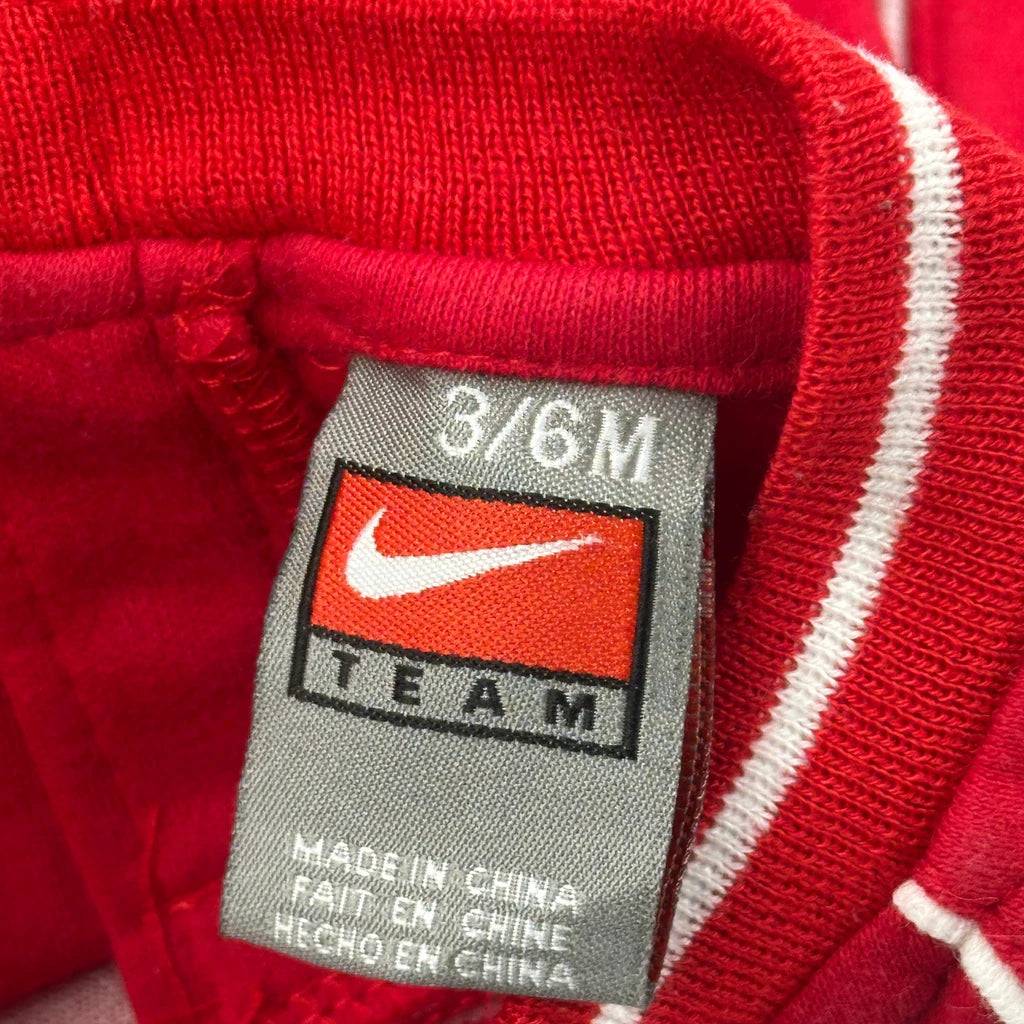 3/6M
TEAM
MADE IN CHINA
FAIT EN CHINE
HECHO EN CHINA